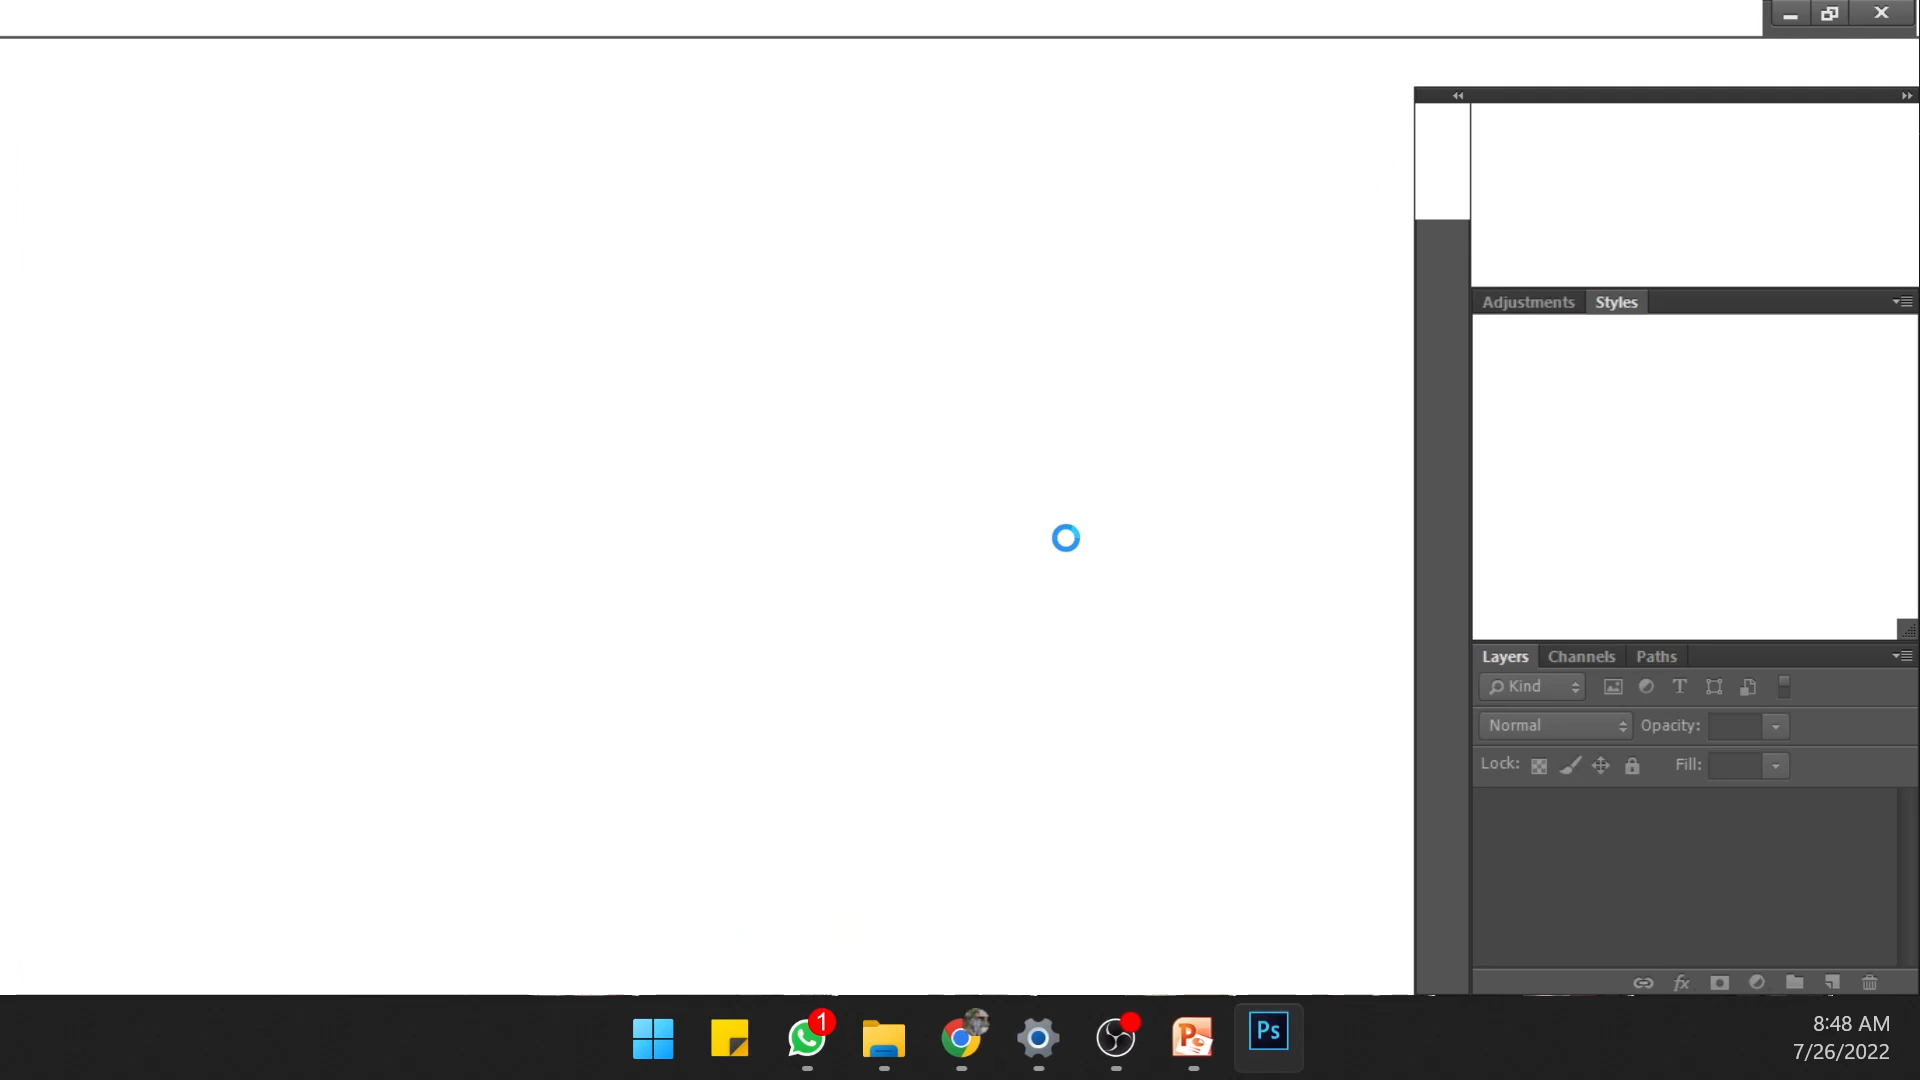 Adjustments Styles
Layers Channels Paths
Kind T
Normal Opacity:
Lock: Fill:
fx
1
P
Ps
8:48 AM
7/26/2022